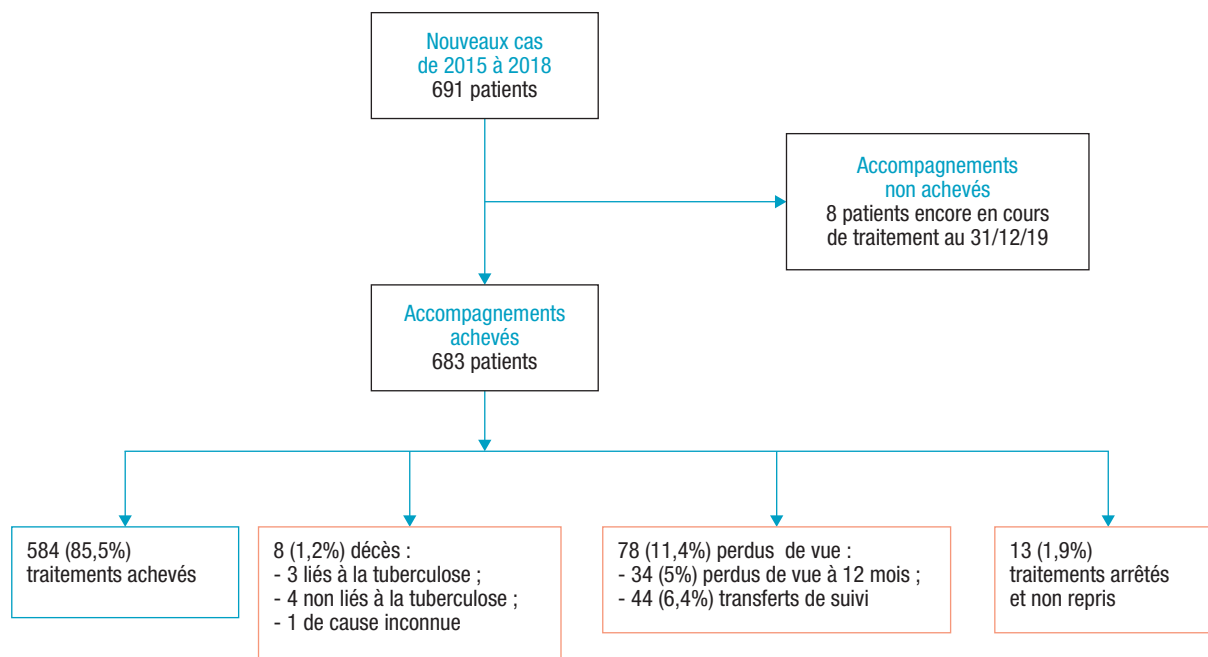 Nouveaux cas
de 2015 à 2018
691 patients
Accompagnements
non achevés
8 patients encore en cours
de traitement au 31/12/19
Accompagnements
achevés
683 patients
584 (85,5%)
traitements achevés
8 (1,2%) décès :
- 3 liés à la tuberculose ;
- 4 non liés à la tuberculose ;
- 1 de cause inconnue
78 (11,4%) perdus de vue :
- 34 (5%) perdus de vue à 12 mois ;
- 44 (6,4%) transferts de suivi
13 (1,9%)
traitements arrêtés
et non repris